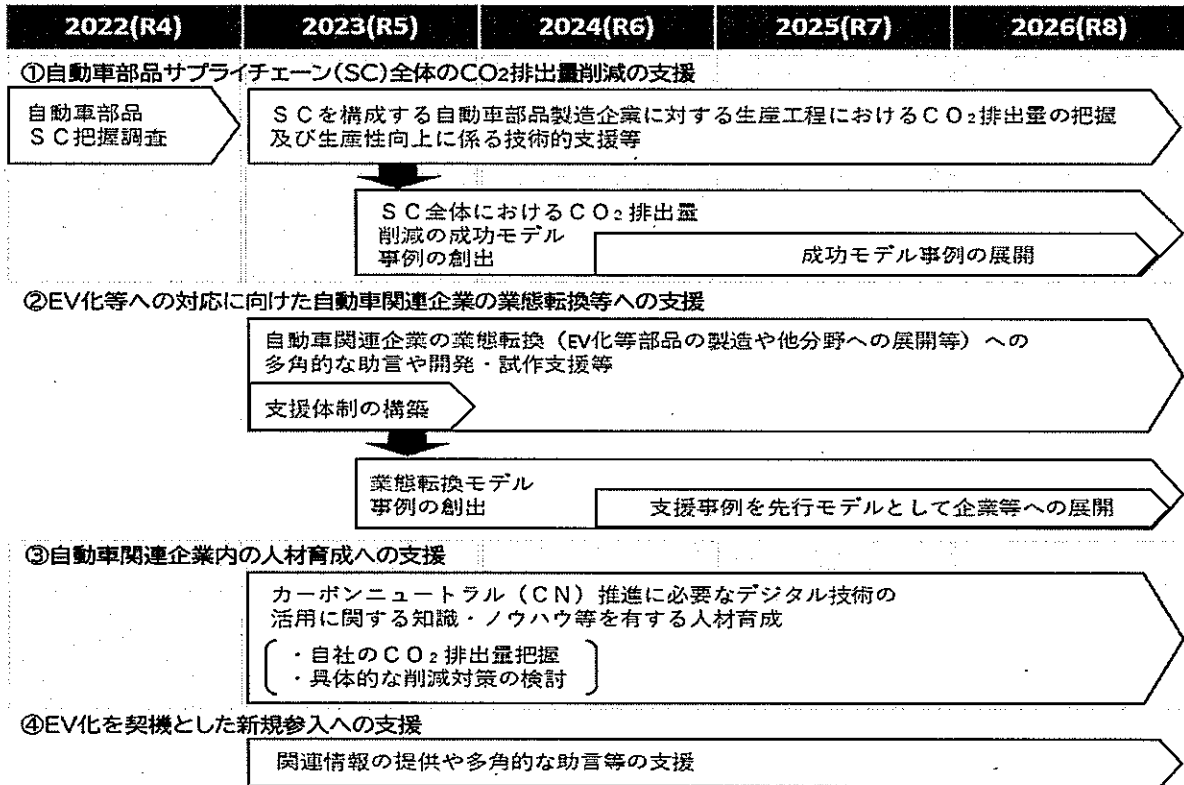 2022(R4) 2023(R5) 2024(R6) 2025(R7) 2026(R8)
①自動車部品サプライチェーン(SC)全体のCO₂排出量削減の支援
自動車部品
ＳＣ把握調査
ＳＣを構成する自動車部品製造企業に対する生産工程におけるＣＯ₂排出量の把握
及び生産性向上に係る技術的支援等
ＳＣ全体におけるＣＯ₂排出量
削減の成功モデル
事例の創出
成功モデル事例の展開
②EV化等への対応に向けた自動車関連企業の業態転換等への支援
自動車関連企業の業態転換（EV化等部品の製造や他分野への展開等）への
多角的な助言や開発・試作支援等
支援体制の構築
業態転換モデル
事例の創出
支援事例を先行モデルとして企業等への展開
③自動車関連企業内の人材育成への支援
カーボンニュートラル（ＣＮ）推進に必要なデジタル技術の
活用に関する知識・ノウハウ等を有する人材育成
・自社のＣＯ₂排出量把握
・具体的な削減対策の検討
④EV化を契機とした新規参入への支援
関連情報の提供や多角的な助言等の支援